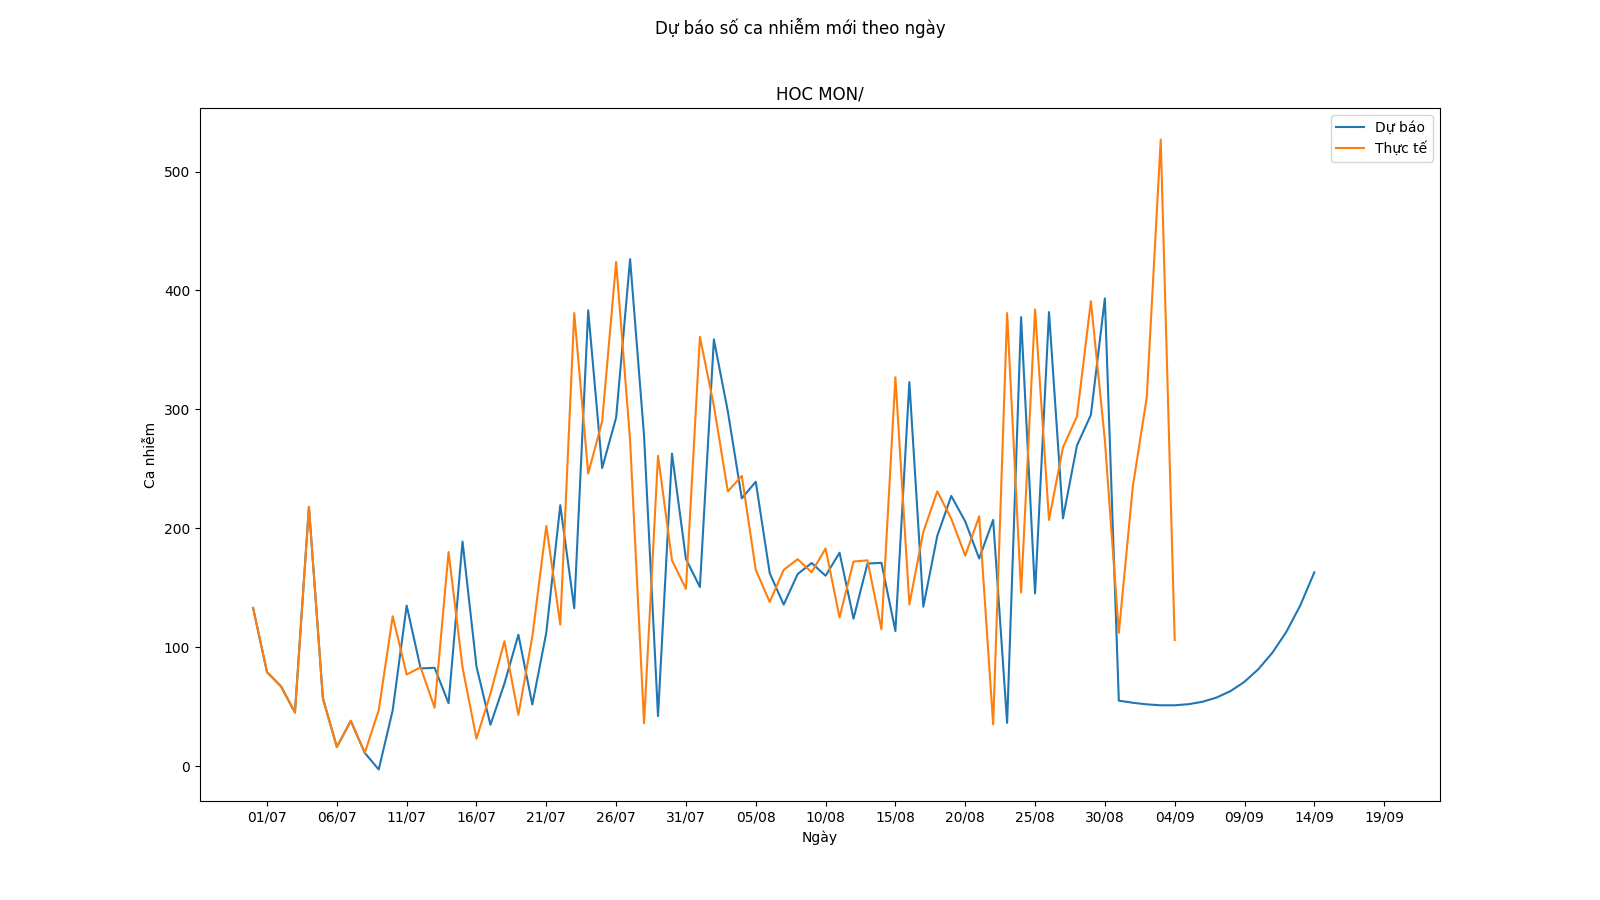 Dự báo số ca nhiễm mới theo ngày
HOC MON/
Dự báo
Thực tế
500
400
300
200
100
0
Ca nhiễm
01/07 06/07 11/07 16/07 21/07 26/07 31/07 05/08 10/08 15/08 20/08 25/08 30/08 04/09 09/09 14/09 19/09
Ngày